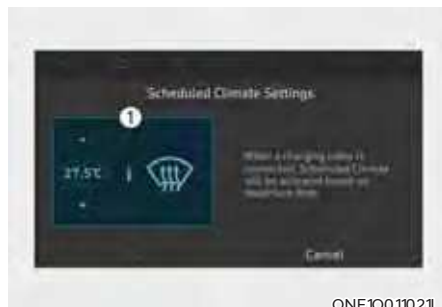 Scheduled Climate Settings
1
27.5℃
When a charging cable is
connected, Scheduled Climate
will be activated based on
departure time.
Cancel
ONE1Q011021